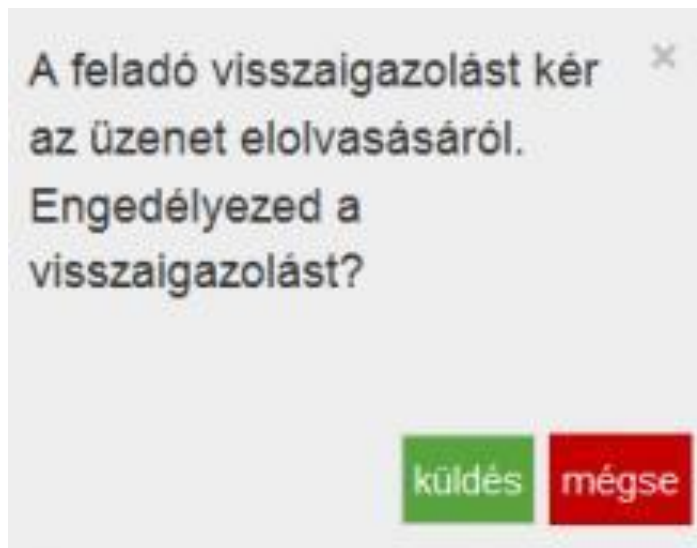 A feladó visszaigazolást kér
az üzenet elolvasásáról.
Engedélyezed a
visszaigazolást?
küldés mégse